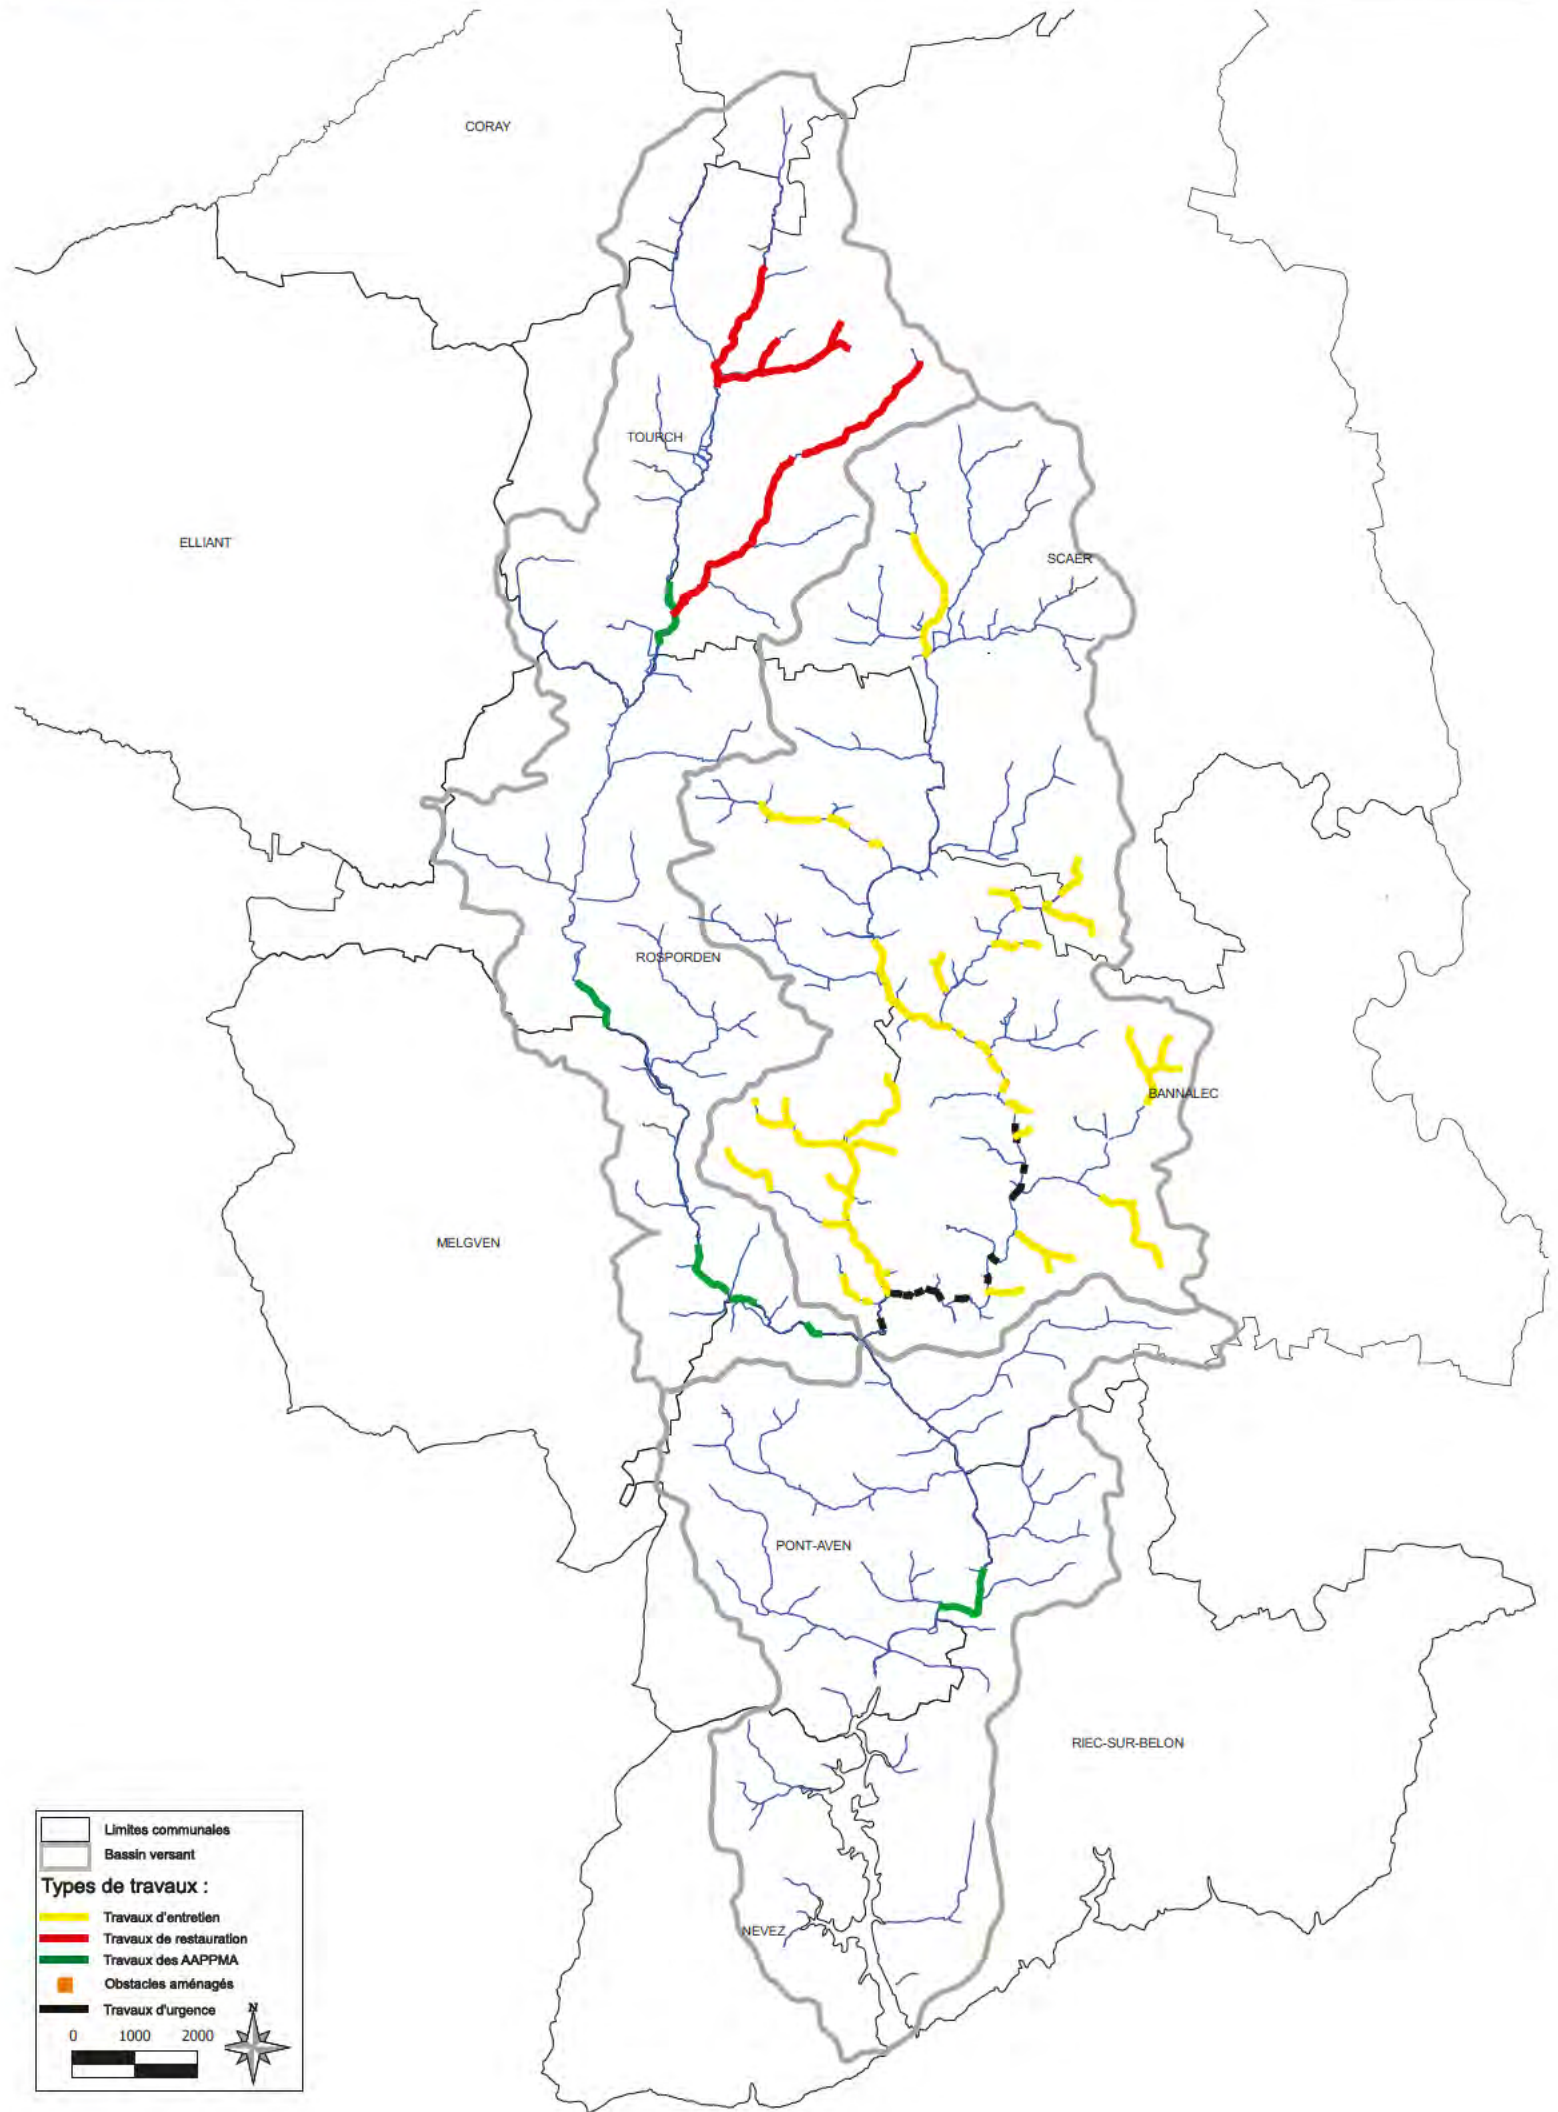 CORAY
TOURCH
ELLIANT
SCAER
ROSPORDEN
BANNALEC
MELGVEN
PONT-AVEN
RIEC-SUR-BELON
NEVEZ
Limites communales
Bassin versant
Types de travaux :
Travaux d'entretien
Travaux de restauration
Travaux des AAPPMA
Obstacles aménagés
Travaux d'urgence
N
0 1000 2000